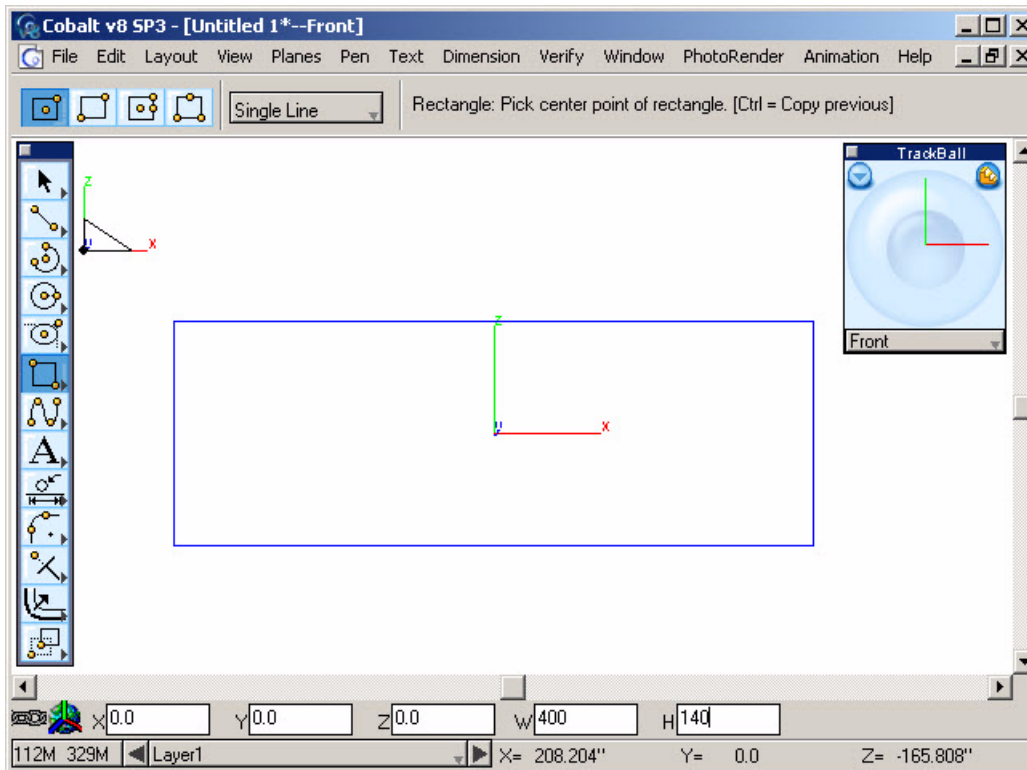 Cobalt v8 SP3 - [Untitled 1*--Front]
File Edit Layout View Planes Pen Text Dimension Verify Window PhotoRender Animation Help
Single Line Rectangle: Pick center point of rectangle. [Ctrl = Copy previous]
TrackBall
z
x
Front
z
x
A
X 0.0 Y 0.0 Z 0.0 W 400 H 140
112M 329M Layer1 X= 208.204" Y= 0.0 Z= -165.808"